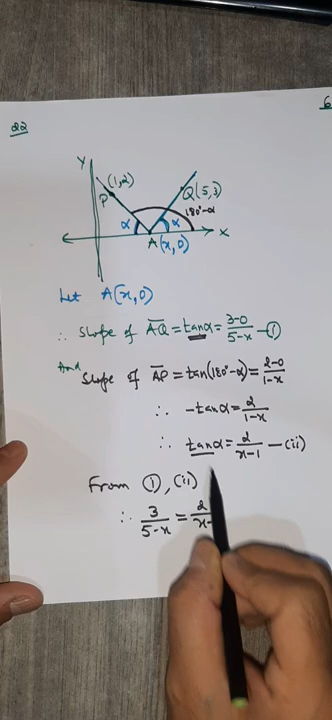 22
6
Y
(1,2)
P
Q(5,3)
180°-α
α
α
X
A(x,0)
Let A(x,0)
∴ Slope of AQ = tanα = 3-0/5-x —①
And Slope of AP = tan(180°-α) = 2-0/1-x
∴ -tanα = 2/1-x
∴ tanα = 2/x-1 — (ii)
From ①, (ii)
∴ 3/5-x = 2/x-